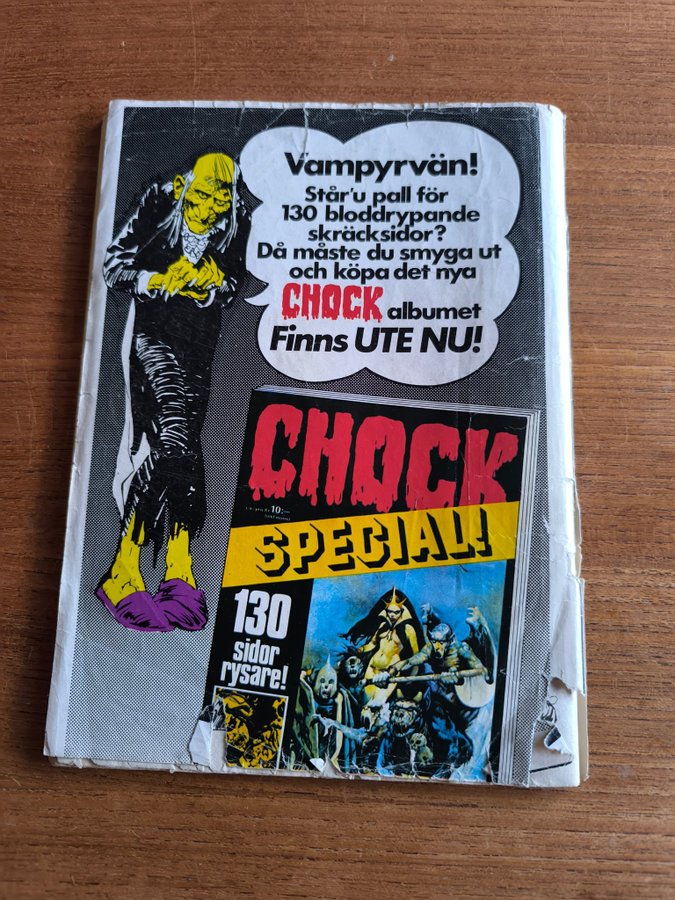 Vampyrvän!
Står'u pall för
130 bloddrypande
skräcksidor?
Då måste du smyga ut
och köpa det nya
CHOCK albumet
Finns UTE NU!
CHOCK
10:—
SPECIAL!
130
sidor
rysare!